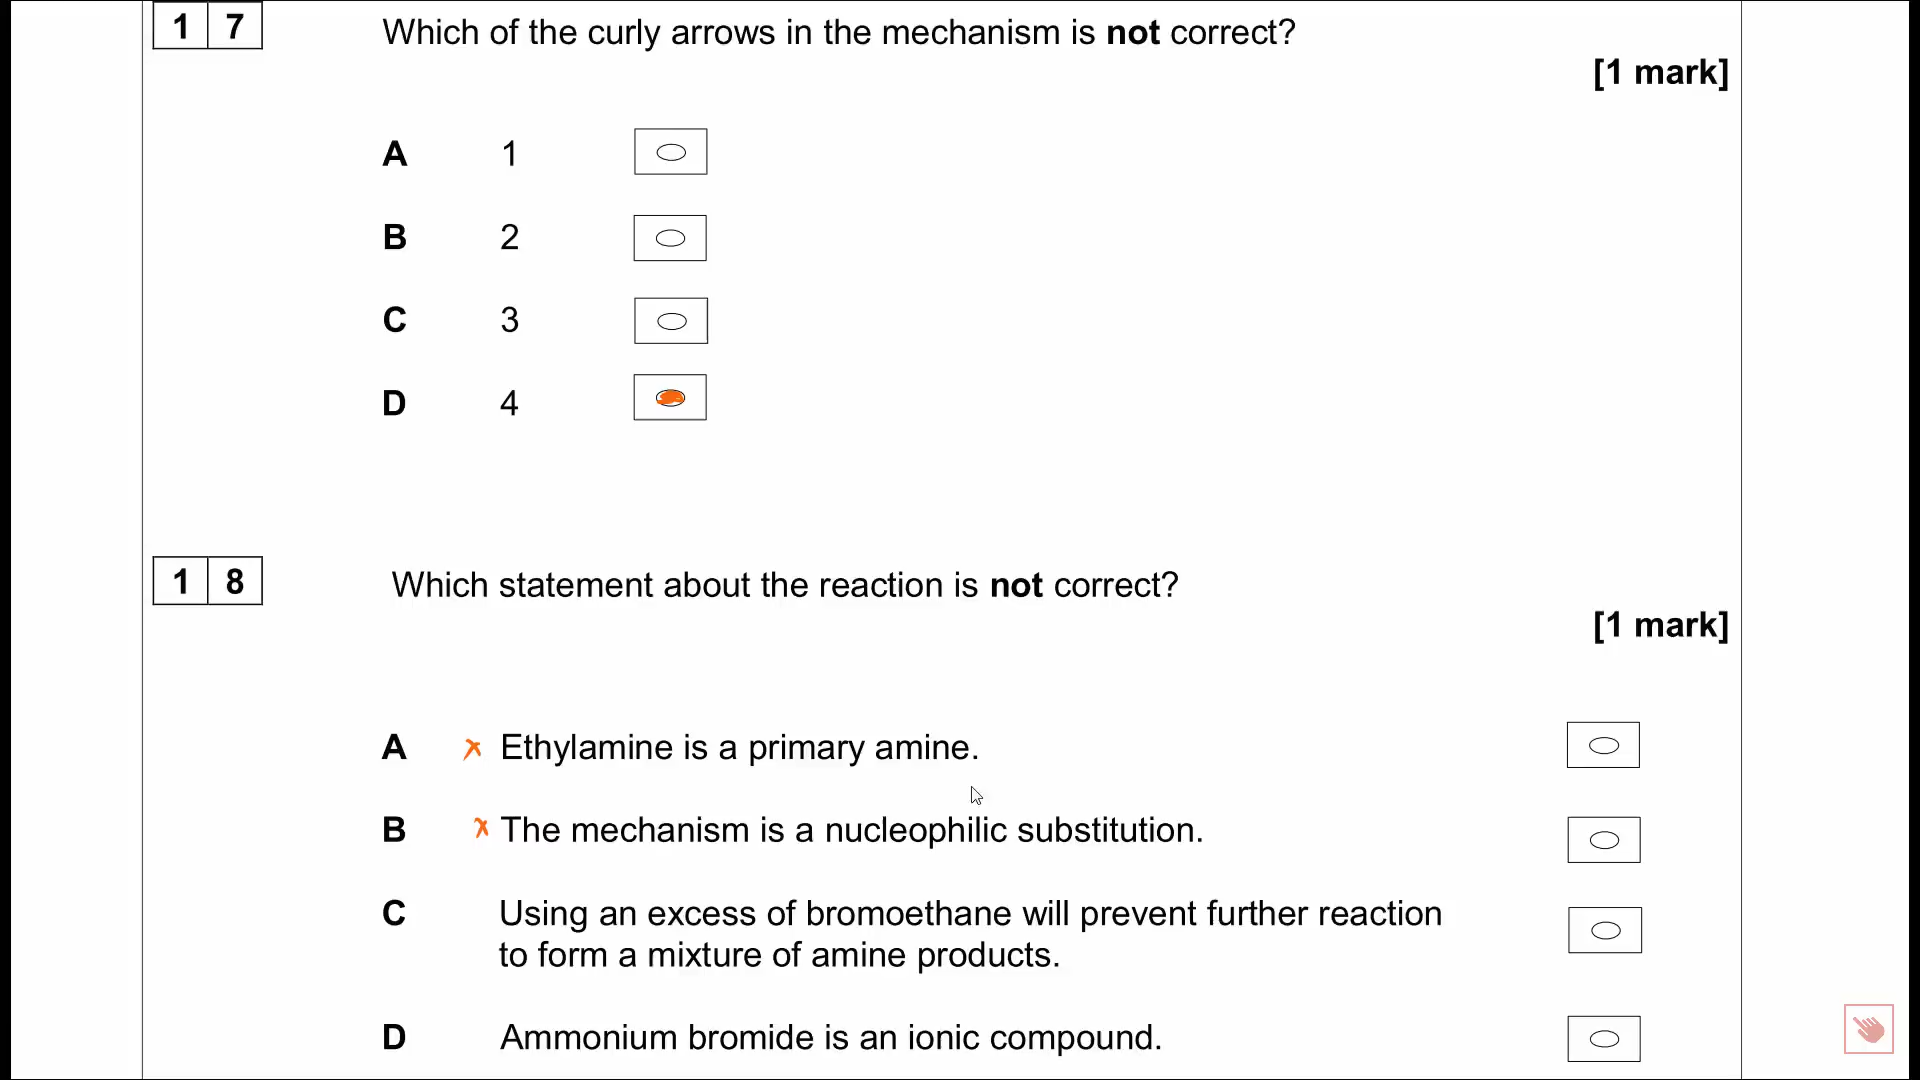 1 7 Which of the curly arrows in the mechanism is not correct?
[1 mark]
A 1
B 2
C 3
D 4
1 8 Which statement about the reaction is not correct?
[1 mark]
A x Ethylamine is a primary amine.
B x The mechanism is a nucleophilic substitution.
C Using an excess of bromoethane will prevent further reaction
to form a mixture of amine products.
D Ammonium bromide is an ionic compound.